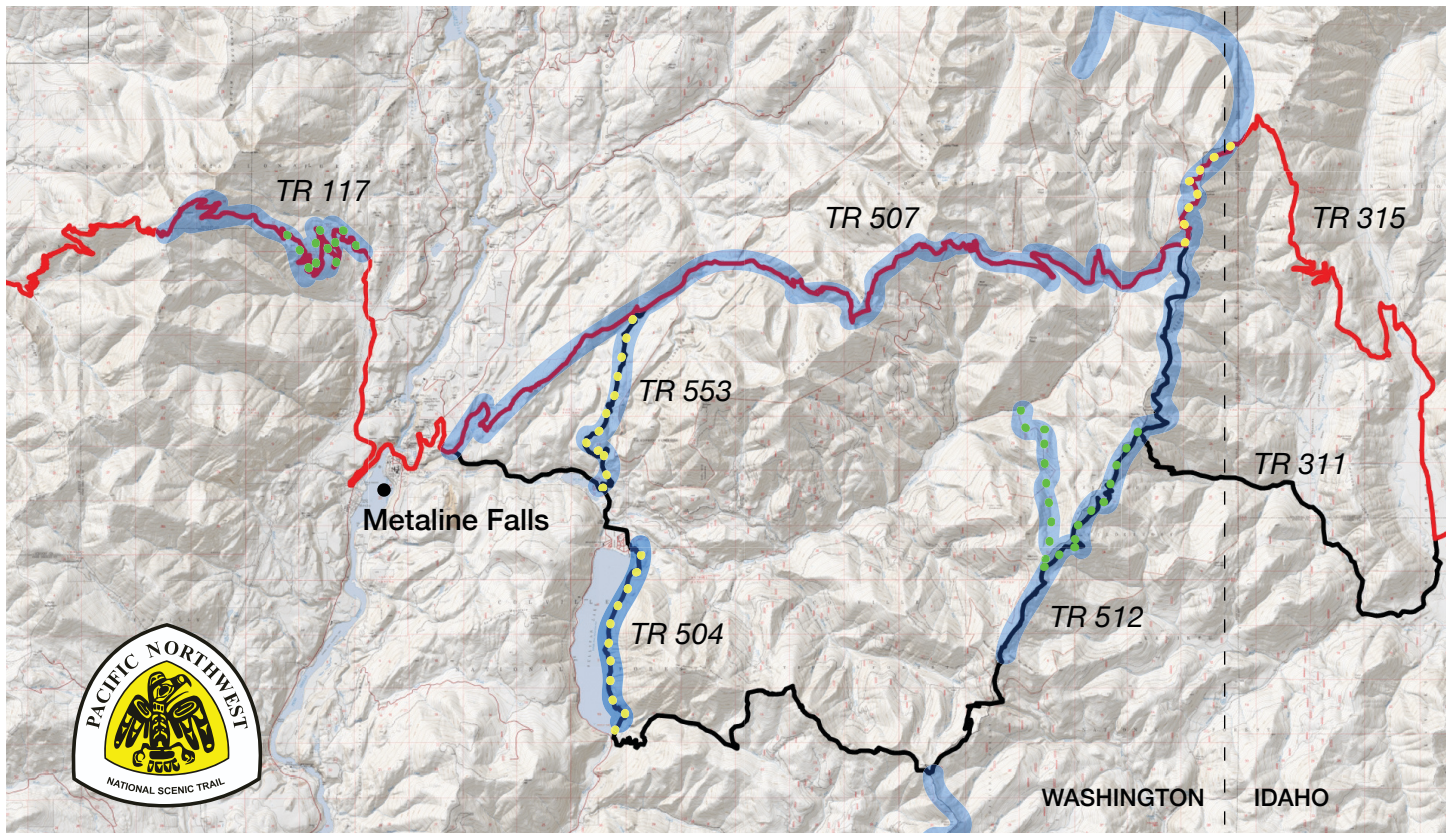 TR 117
TR 507
TR 315
TR 553
TR 311
Metaline Falls
TR 512
TR 504
PACIFIC NORTHWEST
NATIONAL SCENIC TRAIL
WASHINGTON
IDAHO